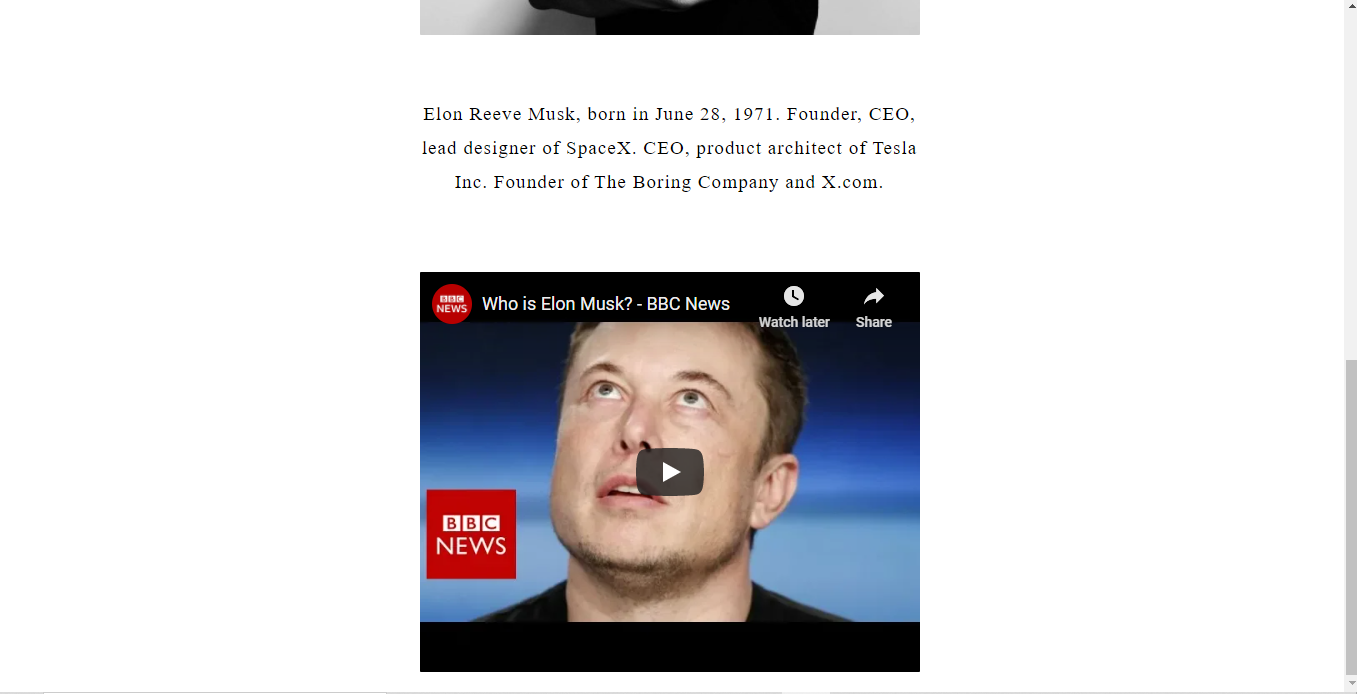 Elon Reeve Musk, born in June 28, 1971. Founder, CEO,
lead designer of SpaceX. CEO, product architect of Tesla
Inc. Founder of The Boring Company and X.com.
BBC
NEWS
Who is Elon Musk? - BBC News
Watch later
Share
BBC
NEWS